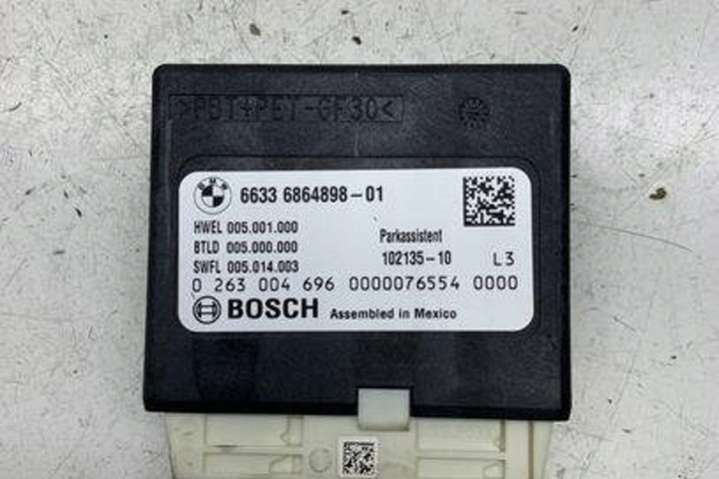 >PBT+PET-GF30<
BMW 6633 6864898-01
HWEL 005.001.000
BTLD 005.000.000 Parkassistent
SWFL 005.014.003 102135-10 L3
0 263 004 696 0000076554 0000
BOSCH Assembled in Mexico